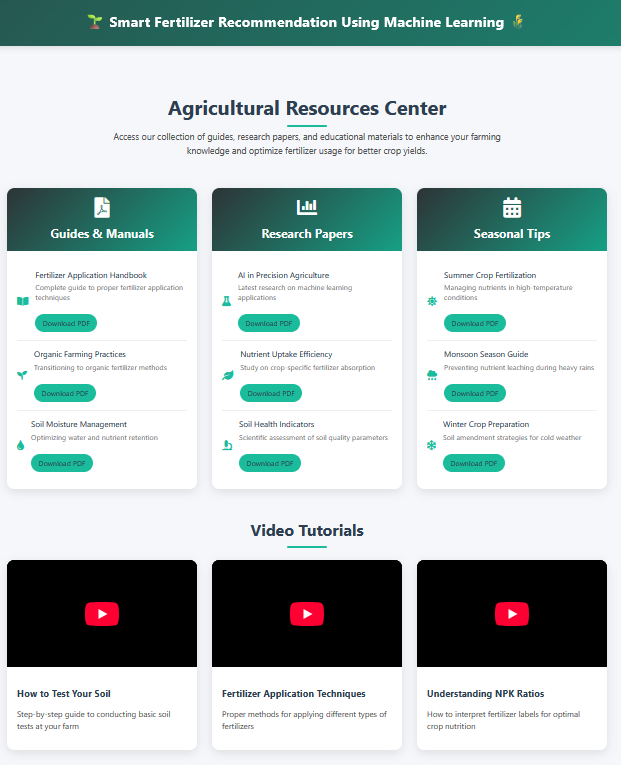 Smart Fertilizer Recommendation Using Machine Learning
Agricultural Resources Center
Access our collection of guides, research papers, and educational materials to enhance your farming
knowledge and optimize fertilizer usage for better crop yields.
Guides & Manuals
Fertilizer Application Handbook
Complete guide to proper fertilizer application
techniques
Download PDF
Organic Farming Practices
Transitioning to organic fertilizer methods
Download PDF
Soil Moisture Management
Optimizing water and nutrient retention
Download PDF
Research Papers
AI in Precision Agriculture
Latest research on machine learning
applications
Download PDF
Nutrient Uptake Efficiency
Study on crop-specific fertilizer absorption
Download PDF
Soil Health Indicators
Scientific assessment of soil quality parameters
Download PDF
Seasonal Tips
Summer Crop Fertilization
Managing nutrients in high-temperature
conditions
Download PDF
Monsoon Season Guide
Preventing nutrient leaching during heavy rains
Download PDF
Winter Crop Preparation
Soil amendment strategies for cold weather
Download PDF
Video Tutorials
How to Test Your Soil
Step-by-step guide to conducting basic soil
tests at your farm
Fertilizer Application Techniques
Proper methods for applying different types of
fertilizers
Understanding NPK Ratios
How to interpret fertilizer labels for optimal
crop nutrition